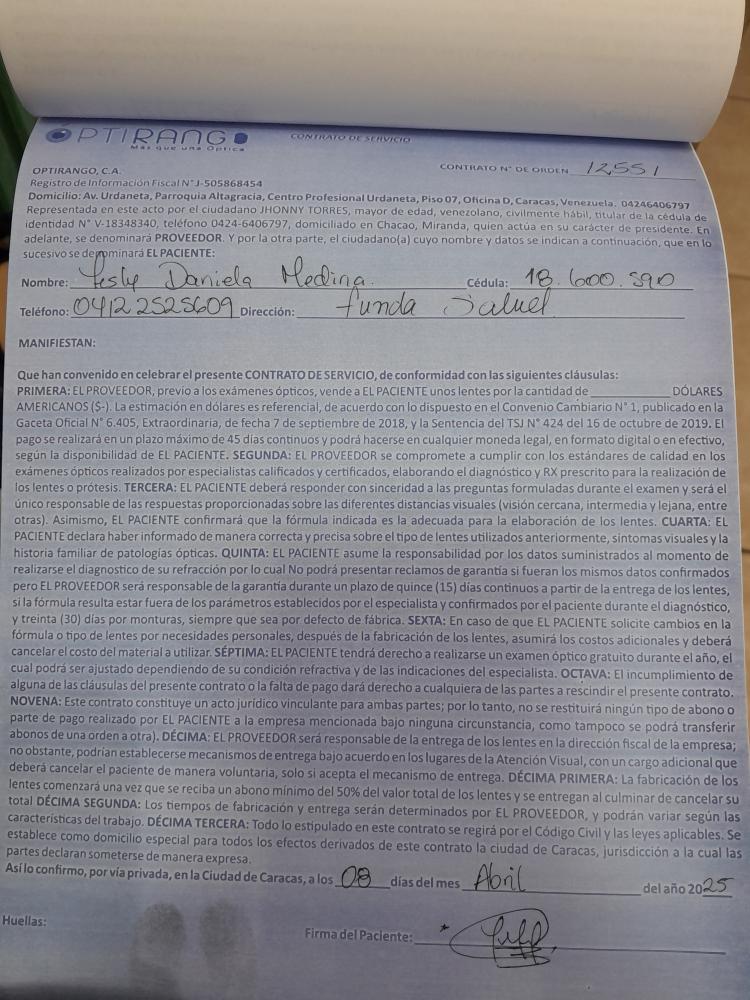 OPTIRANGO
Más que una Óptica
CONTRATO DE SERVICIO
CONTRATO N° DE ORDEN 12551
OPTIRANGO, C.A.
Registro de Información Fiscal N°J-505868454
Domicilio: Av. Urdaneta, Parroquia Altagracia, Centro Profesional Urdaneta, Piso 07, Oficina D, Caracas, Venezuela. 04246406797
Representada en este acto por el ciudadano JHONNY TORRES, mayor de edad, venezolano, civilmente hábil, titular de la cédula de
identidad N° V-18348340, teléfono 0424-6406797, domiciliado en Chacao, Miranda, quien actúa en su carácter de presidente. En
adelante, se denominará PROVEEDOR. Y por la otra parte, el ciudadano(a) cuyo nombre y datos se indican a continuación, que en lo
sucesivo se denominará EL PACIENTE:
Nombre: Lesly Daniela Medina. Cédula: 18.600.590
Teléfono: 04122525609 Dirección: funda Salud
MANIFIESTAN:
Que han convenido en celebrar el presente CONTRATO DE SERVICIO, de conformidad con las siguientes cláusulas:
PRIMERA: EL PROVEEDOR, previo a los exámenes ópticos, vende a EL PACIENTE unos lentes por la cantidad de __________ DÓLARES
AMERICANOS ($-). La estimación en dólares es referencial, de acuerdo con lo dispuesto en el Convenio Cambiario N° 1, publicado en la
Gaceta Oficial N° 6.405, Extraordinaria, de fecha 7 de septiembre de 2018, y la Sentencia del TSJ N° 424 del 16 de octubre de 2019. El
pago se realizará en un plazo máximo de 45 días continuos y podrá hacerse en cualquier moneda legal, en formato digital o en efectivo,
según la disponibilidad de EL PACIENTE. SEGUNDA: EL PROVEEDOR se compromete a cumplir con los estándares de calidad en los
exámenes ópticos realizados por especialistas calificados y certificados, elaborando el diagnóstico y RX prescrito para la realización de
los lentes o prótesis. TERCERA: EL PACIENTE deberá responder con sinceridad a las preguntas formuladas durante el examen y será el
único responsable de las respuestas proporcionadas sobre las diferentes distancias visuales (visión cercana, intermedia y lejana, entre
otras). Asimismo, EL PACIENTE confirmará que la fórmula indicada es la adecuada para la elaboración de los lentes. CUARTA: EL
PACIENTE declara haber informado de manera correcta y precisa sobre el tipo de lentes utilizados anteriormente, síntomas visuales y la
historia familiar de patologías ópticas. QUINTA: EL PACIENTE asume la responsabilidad por los datos suministrados al momento de
realizarse el diagnostico de su refracción por lo cual No podrá presentar reclamos de garantía si fueran los mismos datos confirmados
pero EL PROVEEDOR será responsable de la garantía durante un plazo de quince (15) días continuos a partir de la entrega de los lentes,
si la fórmula resulta estar fuera de los parámetros establecidos por el especialista y confirmados por el paciente durante el diagnóstico,
y treinta (30) días por monturas, siempre que sea por defecto de fábrica. SEXTA: En caso de que EL PACIENTE solicite cambios en la
fórmula o tipo de lentes por necesidades personales, después de la fabricación de los lentes, asumirá los costos adicionales y deberá
cancelar el costo del material a utilizar. SÉPTIMA: EL PACIENTE tendrá derecho a realizarse un examen óptico gratuito durante el año, el
cual podrá ser ajustado dependiendo de su condición refractiva y de las indicaciones del especialista. OCTAVA: El incumplimiento de
alguna de las cláusulas del presente contrato o la falta de pago dará derecho a cualquiera de las partes a rescindir el presente contrato.
NOVENA: Este contrato constituye un acto jurídico vinculante para ambas partes; por lo tanto, no se restituirá ningún tipo de abono o
parte de pago realizado por EL PACIENTE a la empresa mencionada bajo ninguna circunstancia, como tampoco se podrá transferir
abonos de una orden a otra). DÉCIMA: EL PROVEEDOR será responsable de la entrega de los lentes en la dirección fiscal de la empresa;
no obstante, podrían establecerse mecanismos de entrega bajo acuerdo en los lugares de la Atención Visual, con un cargo adicional que
deberá cancelar el paciente de manera voluntaria, solo si acepta el mecanismo de entrega. DÉCIMA PRIMERA: La fabricación de los
lentes comenzará una vez que se reciba un abono mínimo del 50% del valor total de los lentes y se entregan al culminar de cancelar su
total DÉCIMA SEGUNDA: Los tiempos de fabricación y entrega serán determinados por EL PROVEEDOR, y podrán variar según las
características del trabajo. DÉCIMA TERCERA: Todo lo estipulado en este contrato se regirá por el Código Civil y las leyes aplicables. Se
establece como domicilio especial para todos los efectos derivados de este contrato la ciudad de Caracas, jurisdicción a la cual las
partes declaran someterse de manera expresa.
Así lo confirmo, por vía privada, en la Ciudad de Caracas, a los 08 días del mes Abril del año 2025
Huellas:
Firma del Paciente: